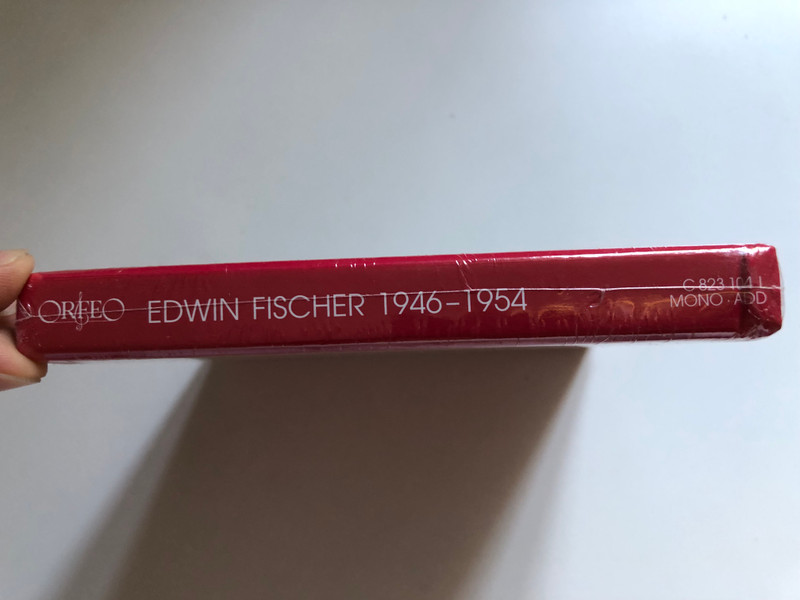 ORFEO
EDWIN FISCHER 1946–1954
C 823 104 L
MONO · ADD